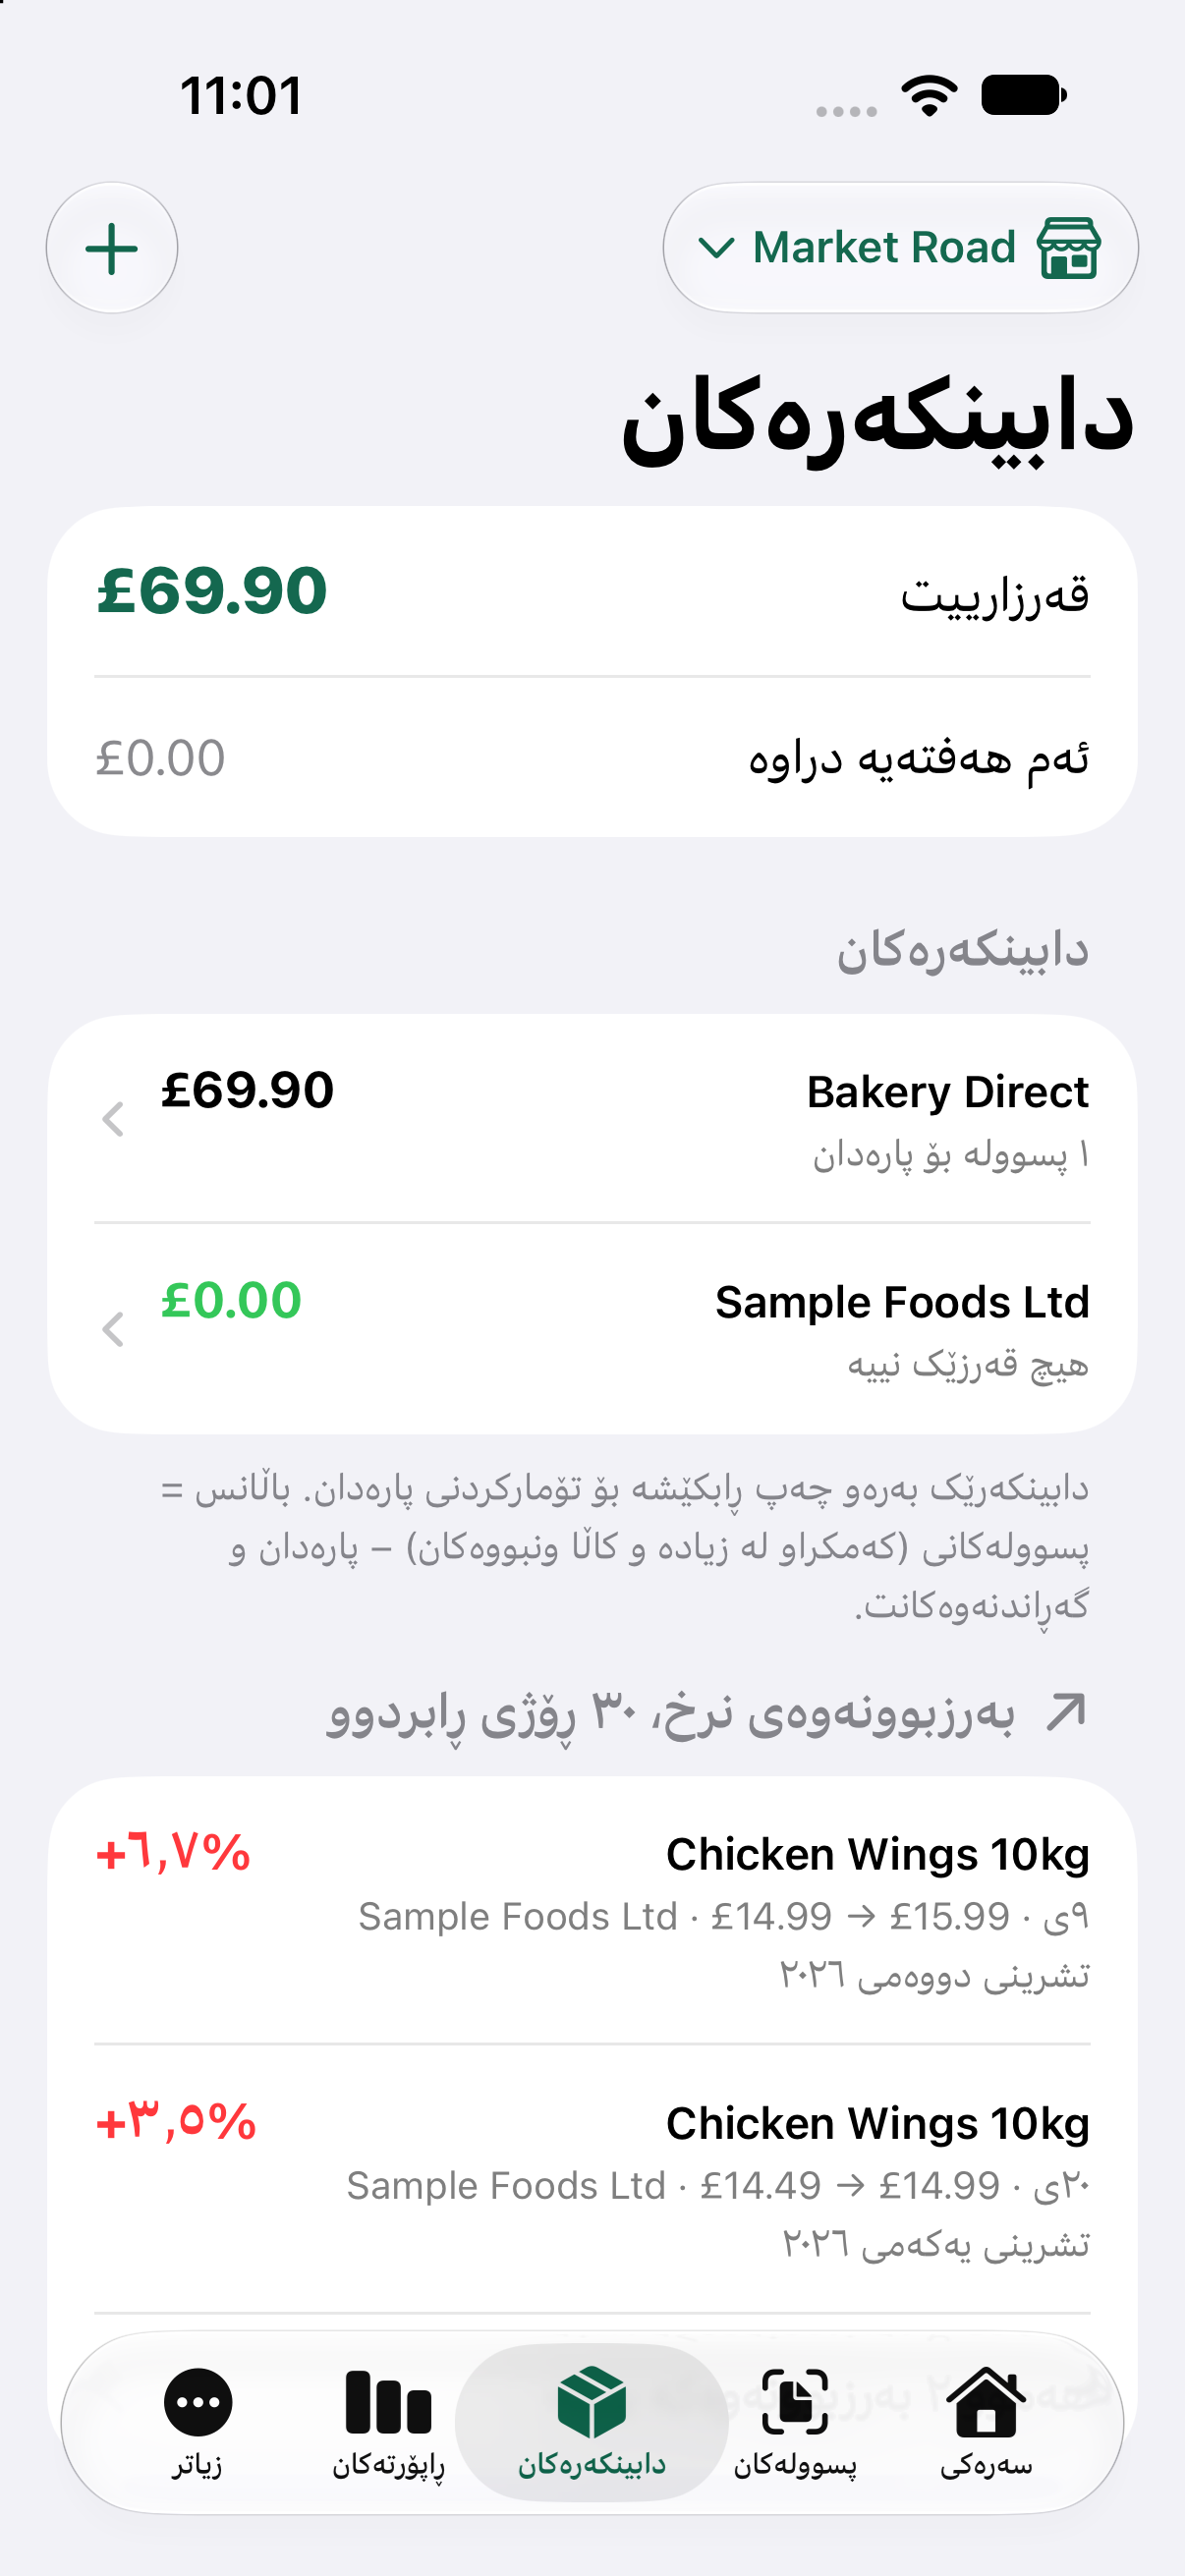 11:01
Market Road
دابینکەرەکان
قەرزارییت
£69.90
ئەم هەفتەیە دراوە
£0.00
دابینکەرەکان
Bakery Direct
£69.90
١ پسوولە بۆ پارەدان
Sample Foods Ltd
£0.00
هیچ قەرزێک نییە
دابینکەرێک بەرەو چەپ ڕابکێشە بۆ تۆمارکردنی پارەدان. باڵانس =
پسوولەکانی (کەمکراو لە زیادە و کاڵا ونبووەکان) − پارەدان و
گەڕاندنەوەکانت.
بەرزبوونەوەی نرخ، ٣٠ ڕۆژی ڕابردوو
Chicken Wings 10kg
+٦,٧%
Sample Foods Ltd · £14.99 → £15.99 · ٩ی
تشرینی دووەمی ٢٠٢٦
Chicken Wings 10kg
+٣,٥%
Sample Foods Ltd · £14.49 → £14.99 · ٢٠ی
تشرینی یەکەمی ٢٠٢٦
سەرەکی
پسوولەکان
دابینکەرەکان
ڕاپۆرتەکان
زیاتر